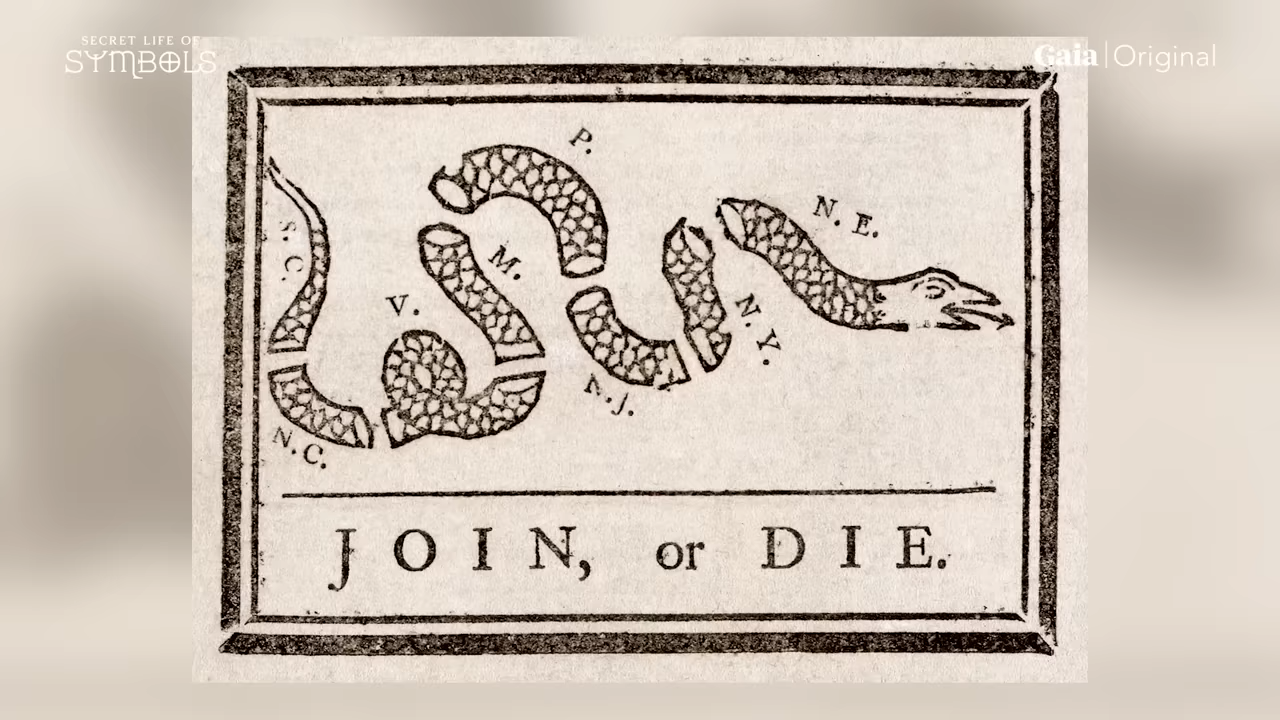 SECRET LIFE OF
SYMBOLS
Gaia|Original
P.
N. E.
S. C.
M.
V.
N. Y.
N. J.
N. C.
JOIN, or DIE.